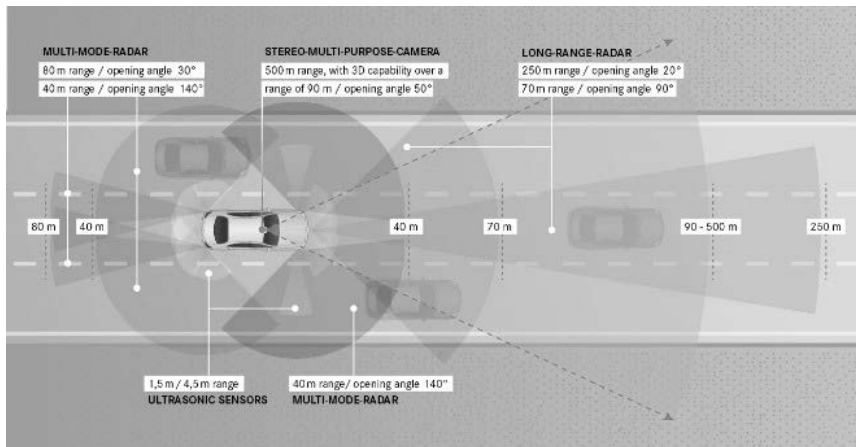 MULTI-MODE-RADAR
80 m range / opening angle 30°
40 m range / opening angle 140°
STEREO-MULTI-PURPOSE-CAMERA
500 m range, with 3D capability over a
range of 90 m / opening angle 50°
LONG-RANGE-RADAR
250 m range / opening angle 20°
70 m range / opening angle 90°
80 m
40 m
40 m
70 m
90 - 500 m
250 m
1,5 m / 4,5 m range
ULTRASONIC SENSORS
40 m range/ opening angle 140°
MULTI-MODE-RADAR